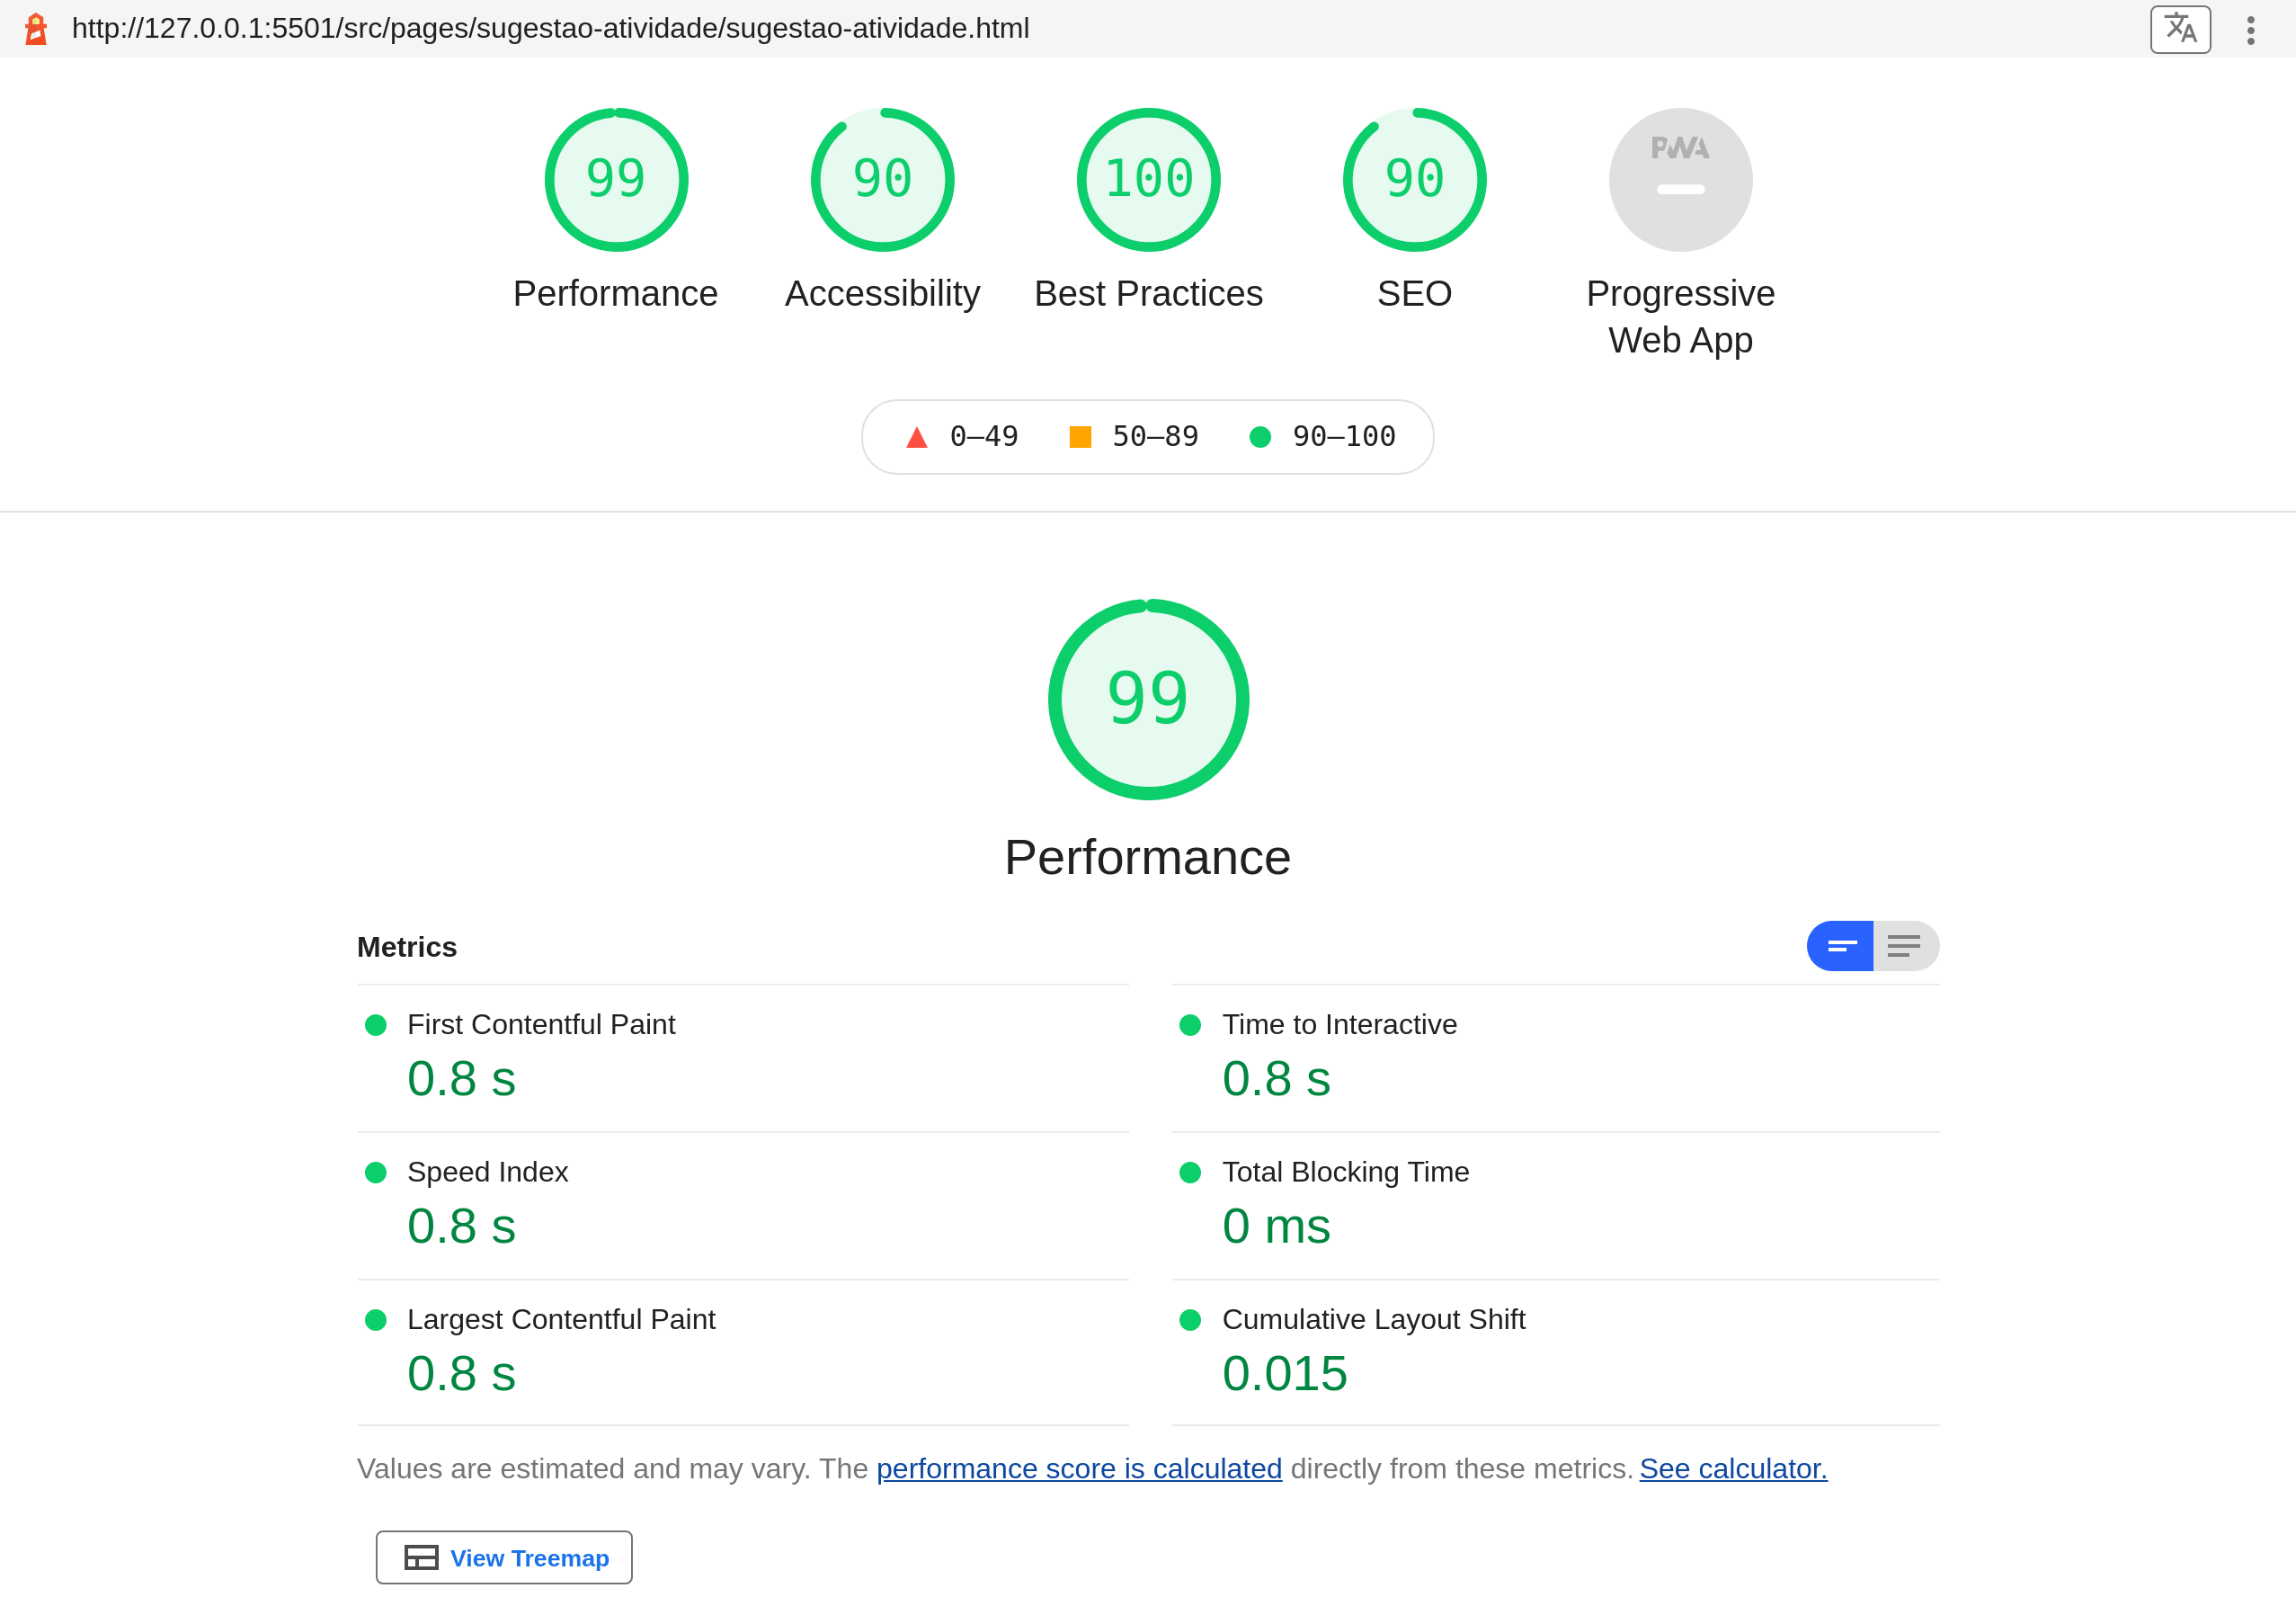 http://127.0.0.1:5501/src/pages/sugestao-atividade/sugestao-atividade.html
99
90
100
90
PWA
Performance
Accessibility
Best Practices
SEO
Progressive
Web App
0–49
50–89
90–100
99
Performance
Metrics
First Contentful Paint
0.8 s
Time to Interactive
0.8 s
Speed Index
0.8 s
Total Blocking Time
0 ms
Largest Contentful Paint
0.8 s
Cumulative Layout Shift
0.015
Values are estimated and may vary. The performance score is calculated directly from these metrics. See calculator.
View Treemap